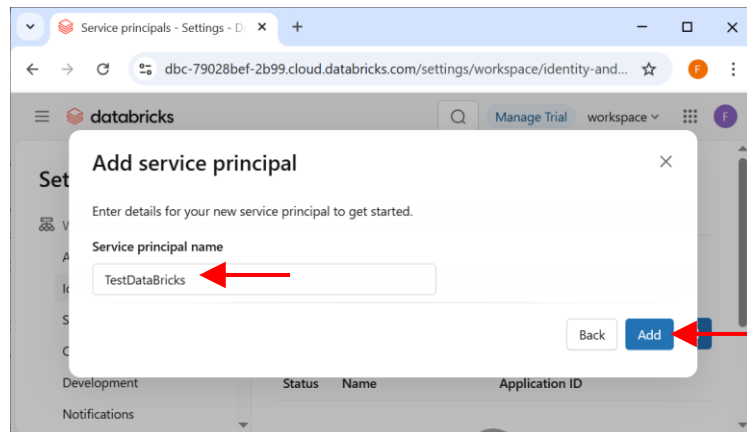 Service principals - Settings - D
dbc-79028bef-2b99.cloud.databricks.com/settings/workspace/identity-and...
F
databricks
Manage Trial
workspace
F
Add service principal
Set
Enter details for your new service principal to get started.
Service principal name
TestDataBricks
Back
Add
Development
Status
Name
Application ID
Notifications